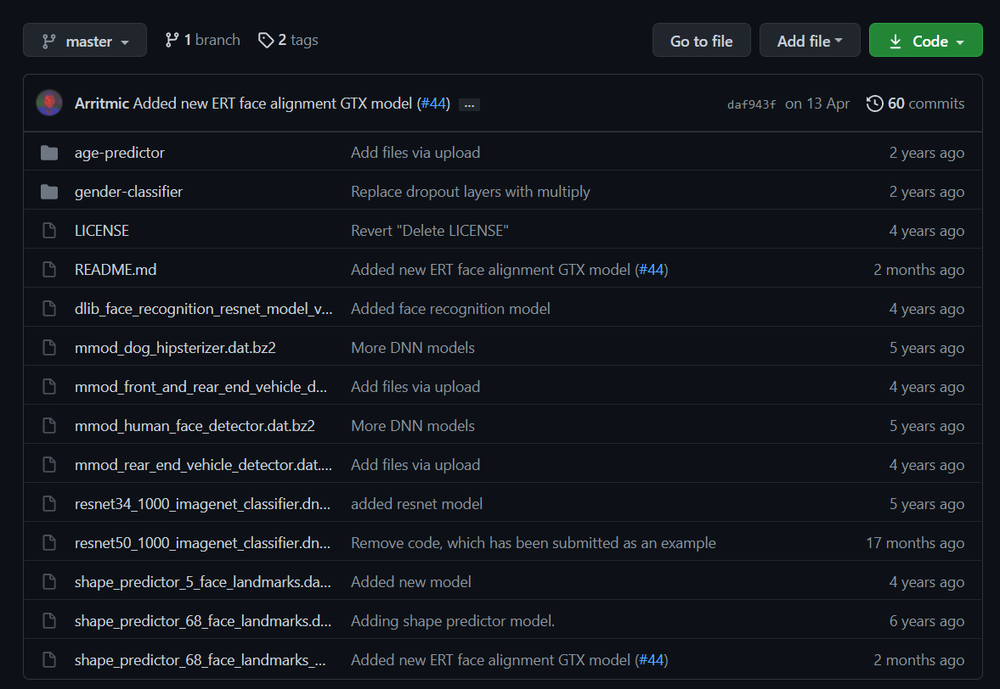 master 1 branch 2 tags Go to file Add file Code
Arritmic Added new ERT face alignment GTX model (#44) ... daf943f on 13 Apr 60 commits
age-predictor Add files via upload 2 years ago
gender-classifier Replace dropout layers with multiply 2 years ago
LICENSE Revert "Delete LICENSE" 4 years ago
README.md Added new ERT face alignment GTX model (#44) 2 months ago
dlib_face_recognition_resnet_model_v... Added face recognition model 4 years ago
mmod_dog_hipsterizer.dat.bz2 More DNN models 5 years ago
mmod_front_and_rear_end_vehicle_d... Add files via upload 4 years ago
mmod_human_face_detector.dat.bz2 More DNN models 5 years ago
mmod_rear_end_vehicle_detector.dat.... Add files via upload 4 years ago
resnet34_1000_imagenet_classifier.dn... added resnet model 5 years ago
resnet50_1000_imagenet_classifier.dn... Remove code, which has been submitted as an example 17 months ago
shape_predictor_5_face_landmarks.da... Added new model 4 years ago
shape_predictor_68_face_landmarks.d... Adding shape predictor model. 6 years ago
shape_predictor_68_face_landmarks_... Added new ERT face alignment GTX model (#44) 2 months ago